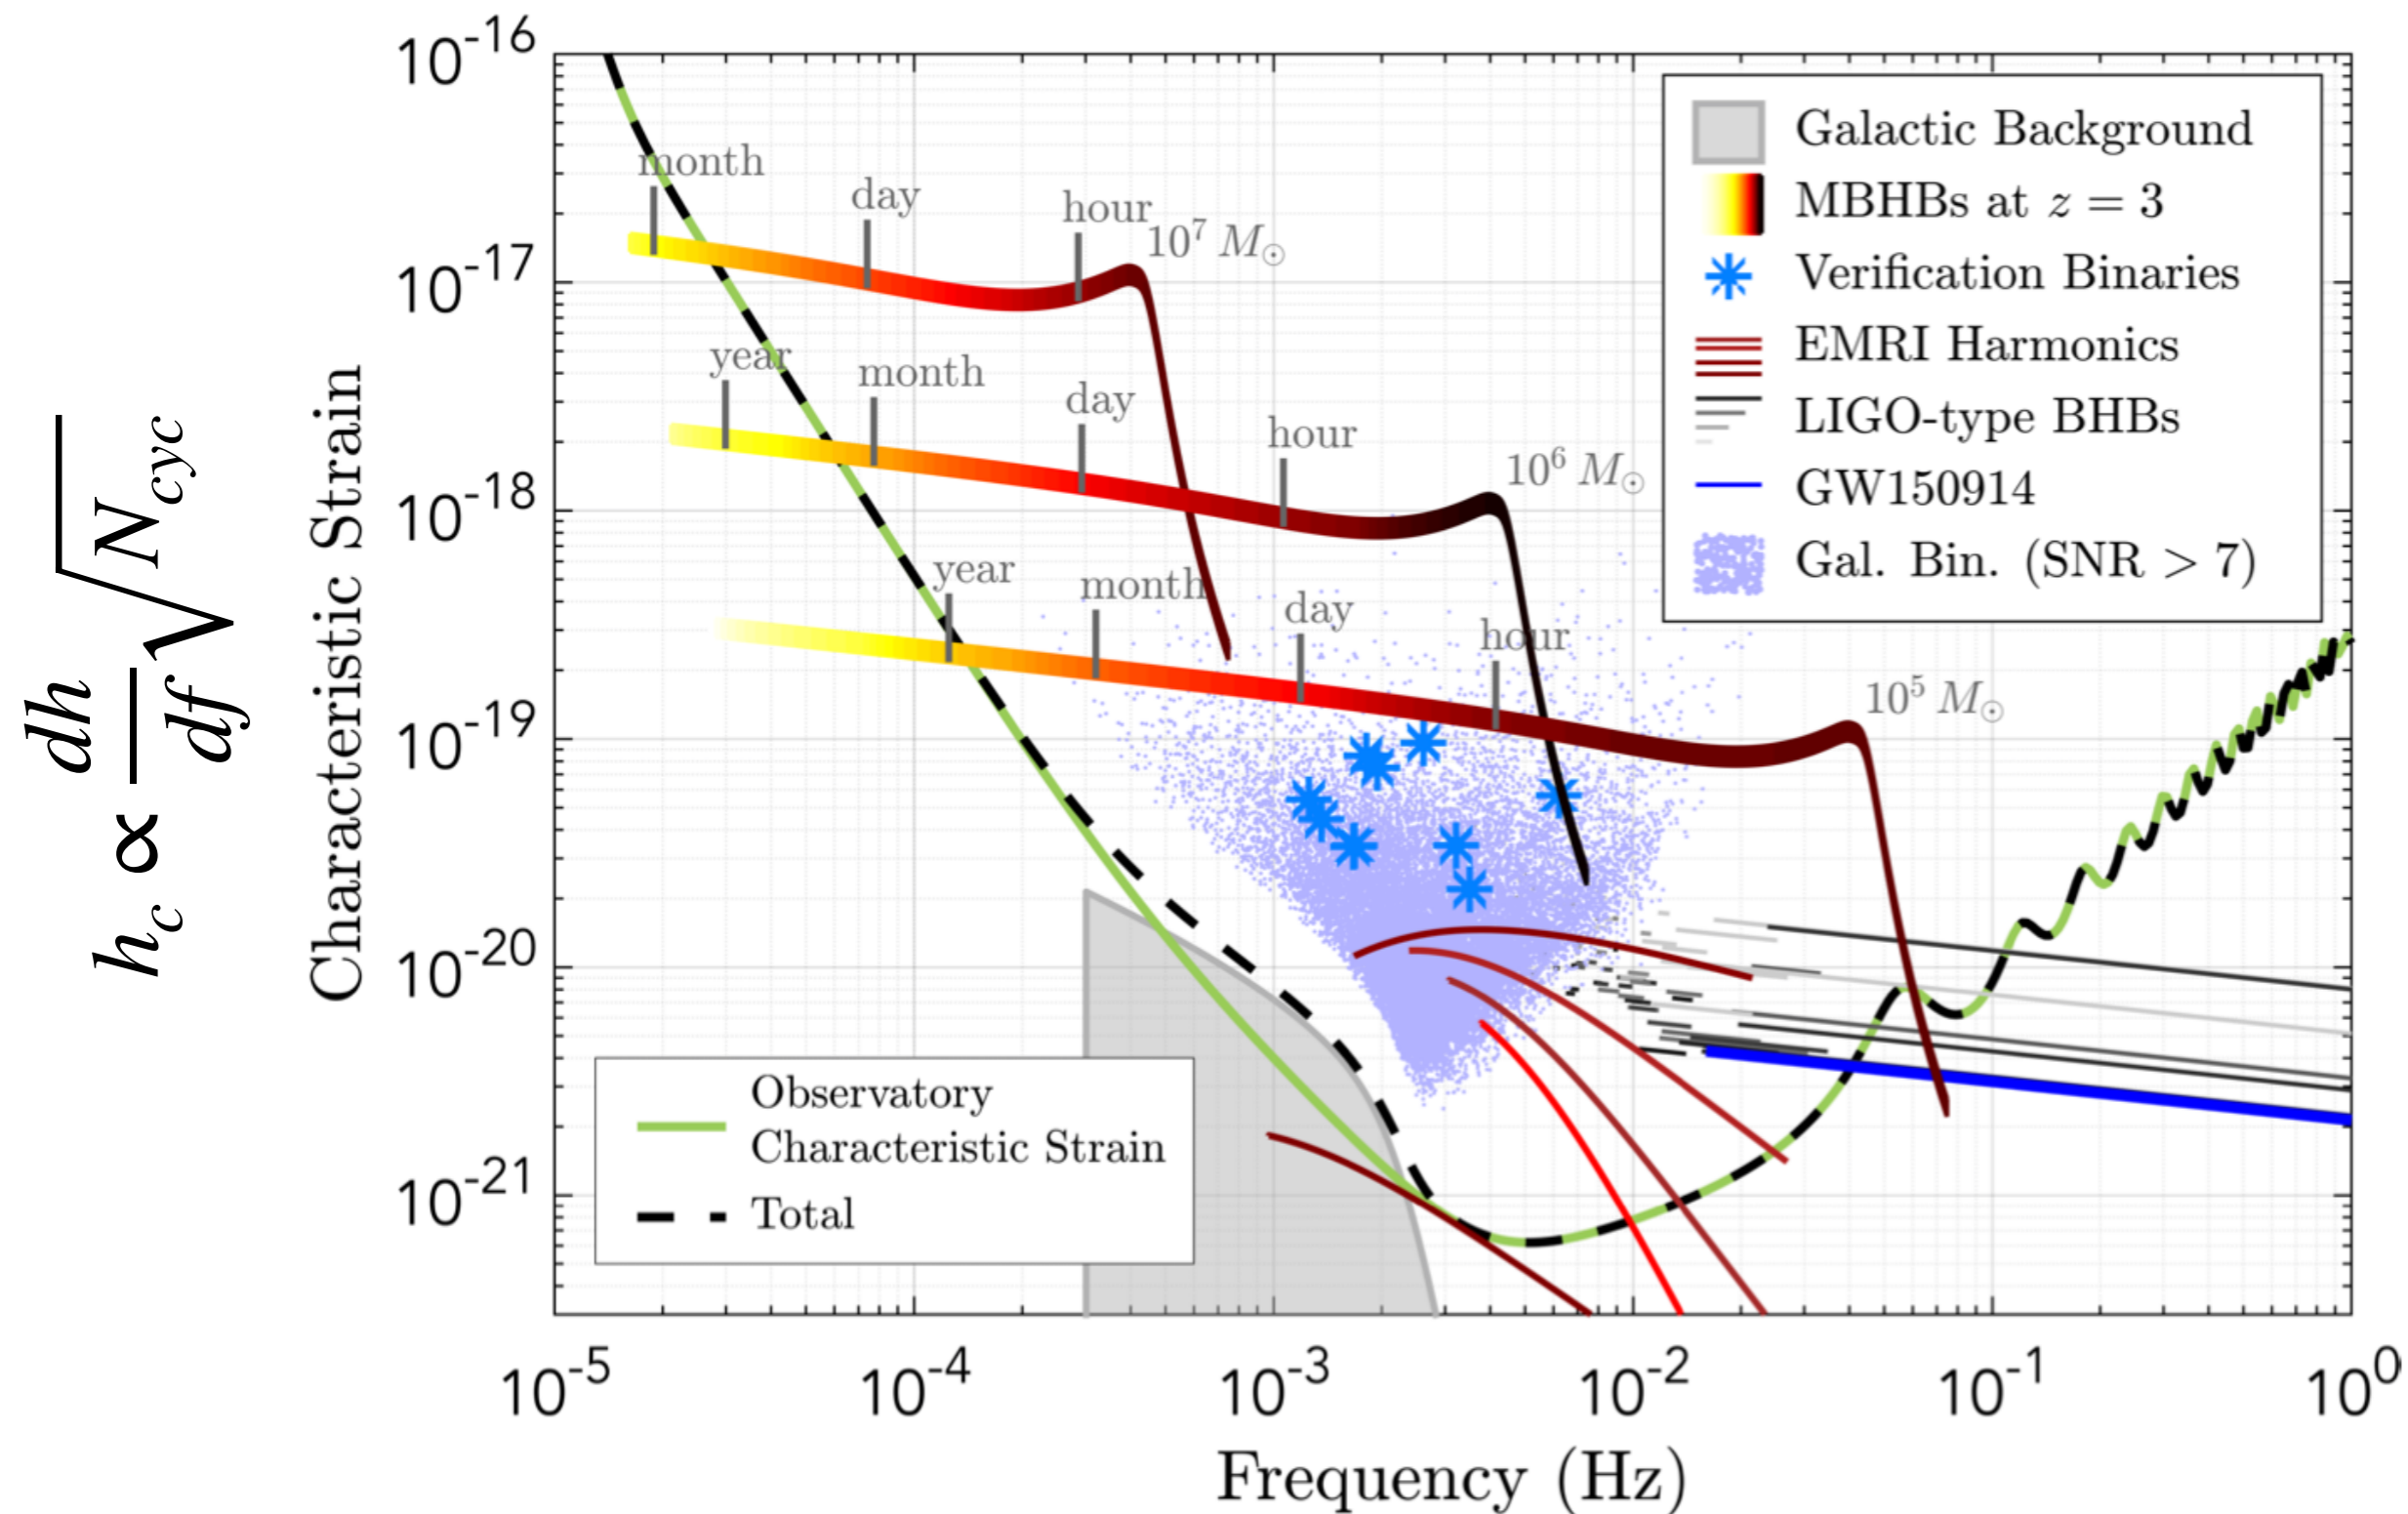 h_c ∝ dh/df √N_cyc
Characteristic Strain
10^-16
10^-17
10^-18
10^-19
10^-20
10^-21
month
day
hour
10^7 M_⊙
year
month
day
hour
10^6 M_⊙
year
month
day
hour
10^5 M_⊙
Galactic Background
MBHBs at z = 3
Verification Binaries
EMRI Harmonics
LIGO-type BHBs
GW150914
Gal. Bin. (SNR > 7)
Observatory
Characteristic Strain
Total
10^-5
10^-4
10^-3
10^-2
10^-1
10^0
Frequency (Hz)